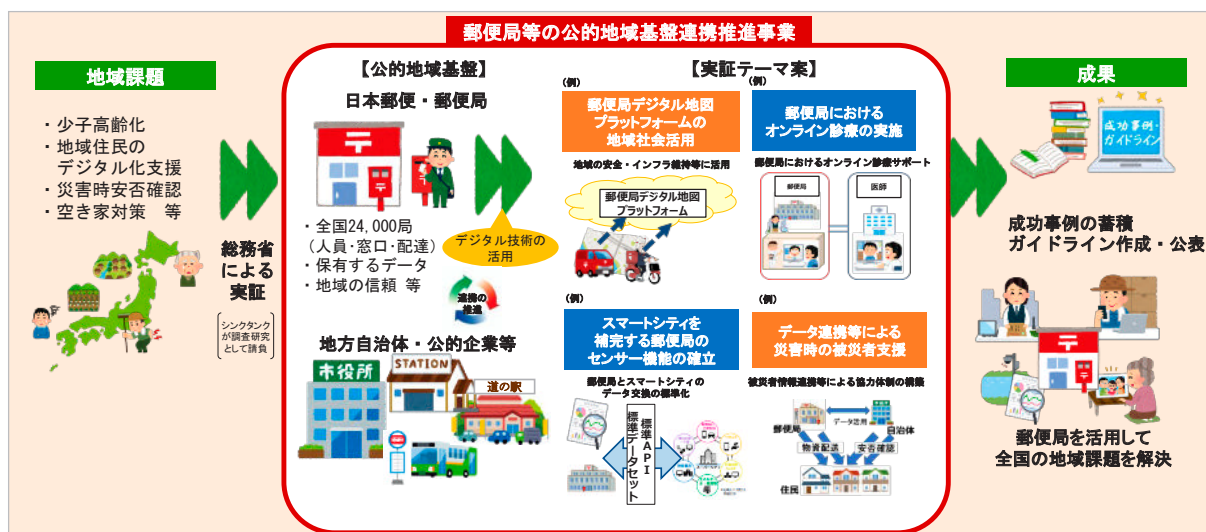 郵便局等の公的地域基盤連携推進事業
地域課題
・少子高齢化
・地域住民の
デジタル化支援
・災害時安否確認
・空き家対策 等
総務省
による
実証
シンクタンク
が調査研究
として請負
【公的地域基盤】
日本郵便・郵便局
・全国24,000局
(人員・窓口・配達)
・保有するデータ
・地域の信頼 等
デジタル技術の
活用
連携の
推進
地方自治体・公的企業等
市役所
STATION
道の駅
【実証テーマ案】
(例)
郵便局デジタル地図
プラットフォームの
地域社会活用
地域の安全・インフラ維持等に活用
郵便局デジタル地図
プラットフォーム
(例)
郵便局における
オンライン診療の実施
郵便局におけるオンライン診療サポート
郵便局
医師
(例)
スマートシティを
補完する郵便局の
センサー機能の確立
郵便局とスマートシティの
データ交換の標準化
標準API
標準データセット
(例)
データ連携等による
災害時の被災者支援
被災者情報連携等による協力体制の構築
郵便局
データ活用
自治体
物資配送
安否確認
住民
成果
成功事例・
ガイドライン
成功事例の蓄積
ガイドライン作成・公表
郵便局を活用して
全国の地域課題を解決